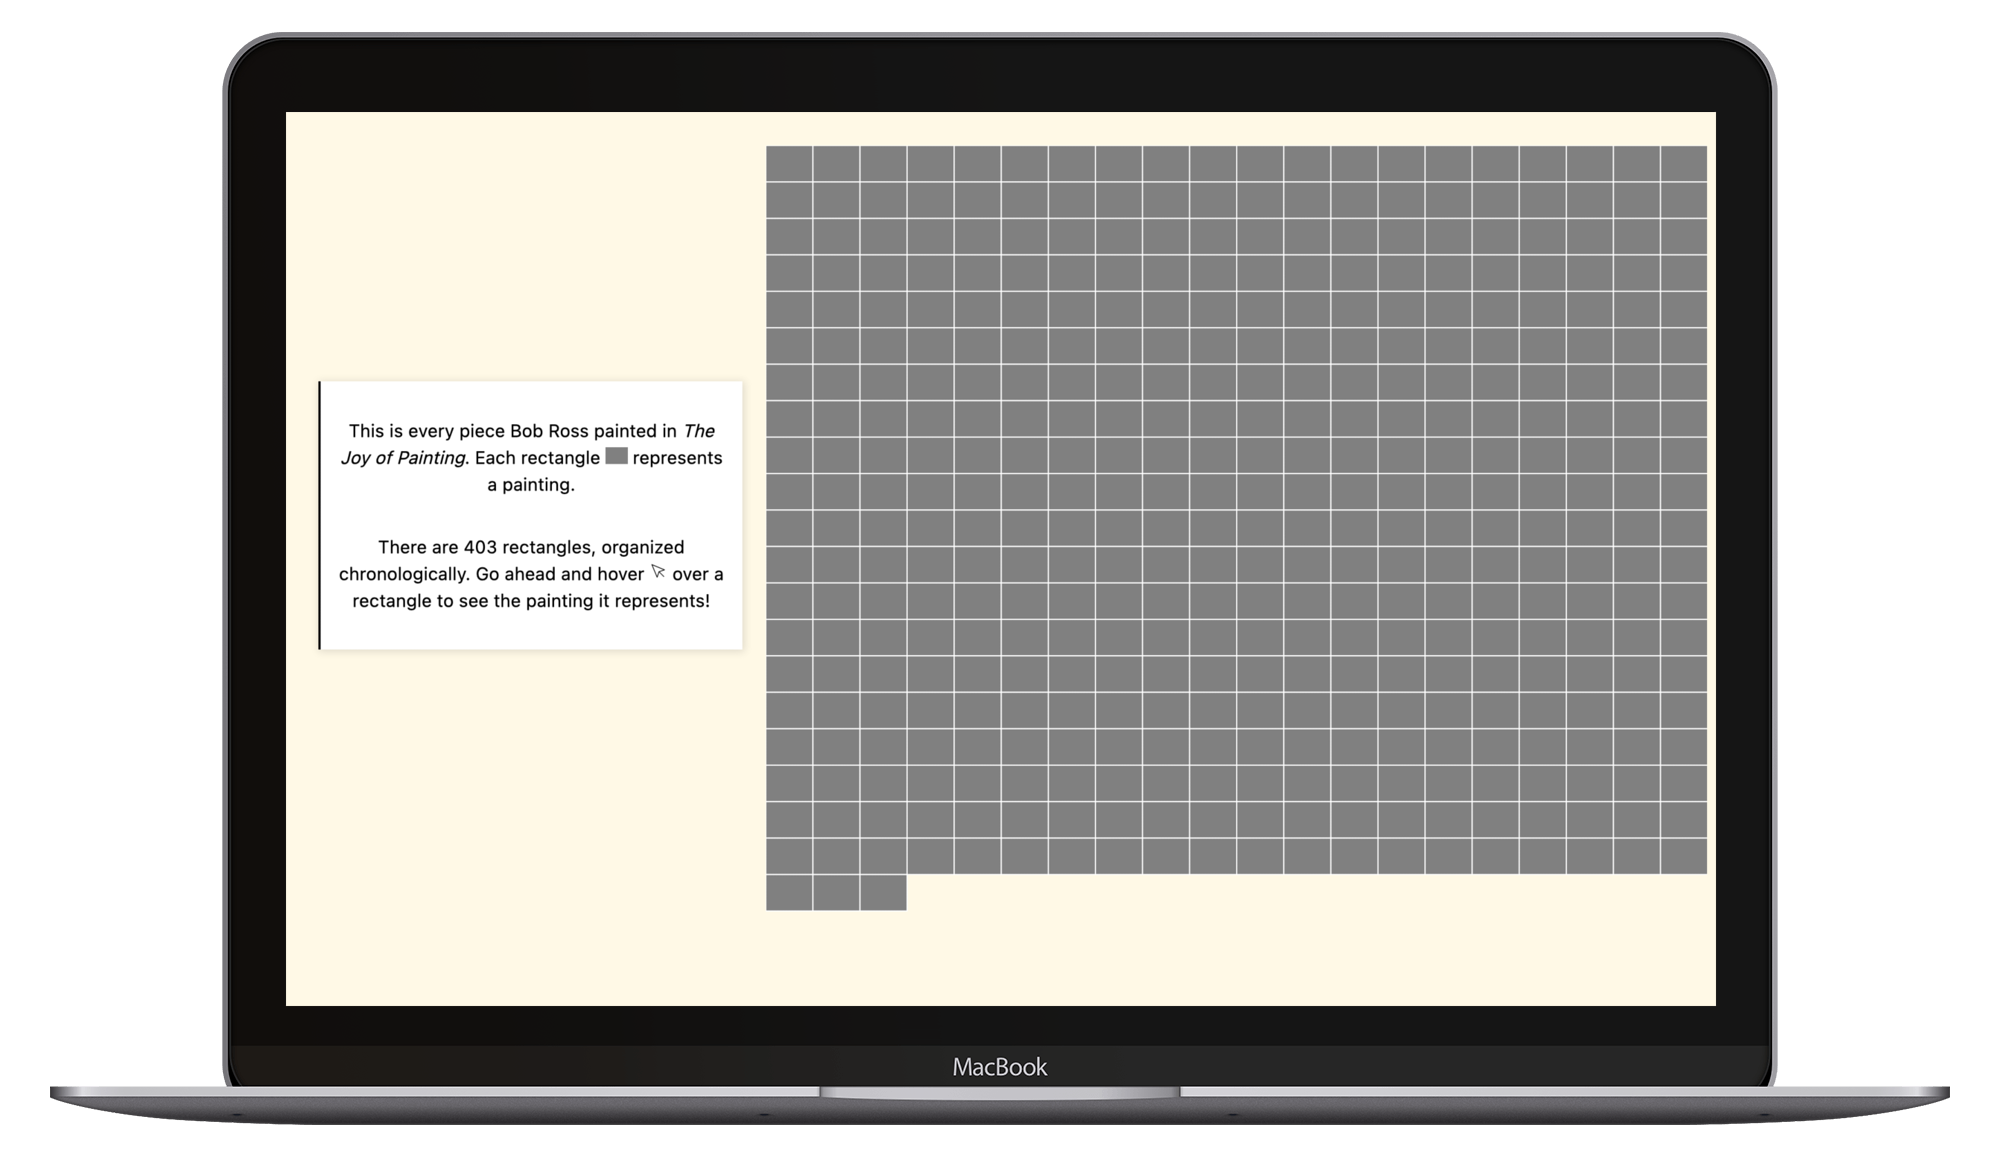 This is every piece Bob Ross painted in The
Joy of Painting. Each rectangle represents
a painting.
There are 403 rectangles, organized
chronologically. Go ahead and hover over a
rectangle to see the painting it represents!
MacBook